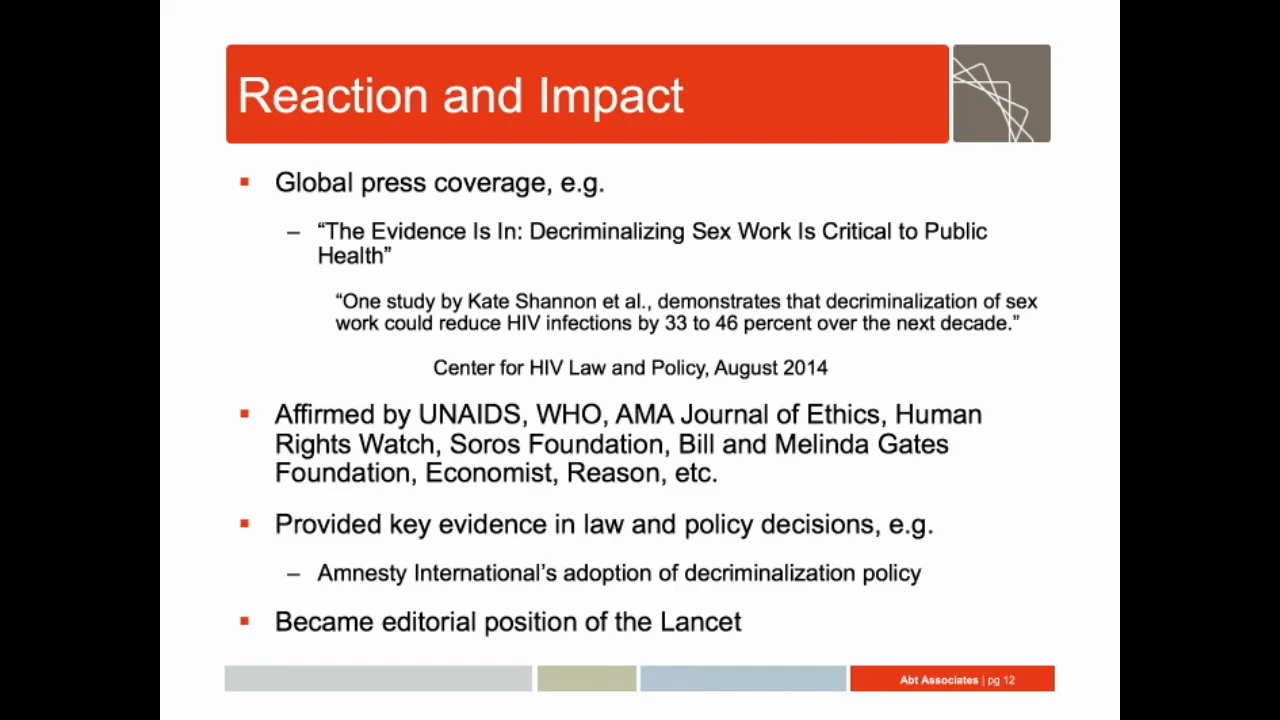 Reaction and Impact
▪ Global press coverage, e.g.
– “The Evidence Is In: Decriminalizing Sex Work Is Critical to Public
Health”
“One study by Kate Shannon et al., demonstrates that decriminalization of sex
work could reduce HIV infections by 33 to 46 percent over the next decade.”
Center for HIV Law and Policy, August 2014
▪ Affirmed by UNAIDS, WHO, AMA Journal of Ethics, Human
Rights Watch, Soros Foundation, Bill and Melinda Gates
Foundation, Economist, Reason, etc.
▪ Provided key evidence in law and policy decisions, e.g.
– Amnesty International’s adoption of decriminalization policy
▪ Became editorial position of the Lancet
Abt Associates | pg 12